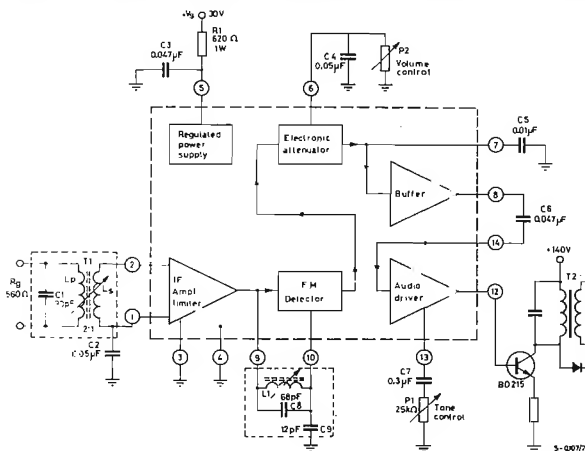 +Vs 30V
R1
620 Ω
1W
C3
0.047µF
5
6
C4
0,05µF
P2
Volume
control
Regulated
power
supply
Electronic
attenuator
7
C5
0.01µF
Buffer
8
C6
0.047µF
14
+140V
T2
T1
2
Rg
560Ω
C1
Lp
Ls
2:1
1
C2
0.05µF
IF
Ampl
limiter
F.M
Detector
Audio
driver
12
3
4
9
10
13
BD215
L1
68pF
C8
12pF
C9
C7
0.3µF
P1
25kΩ
Tone
control